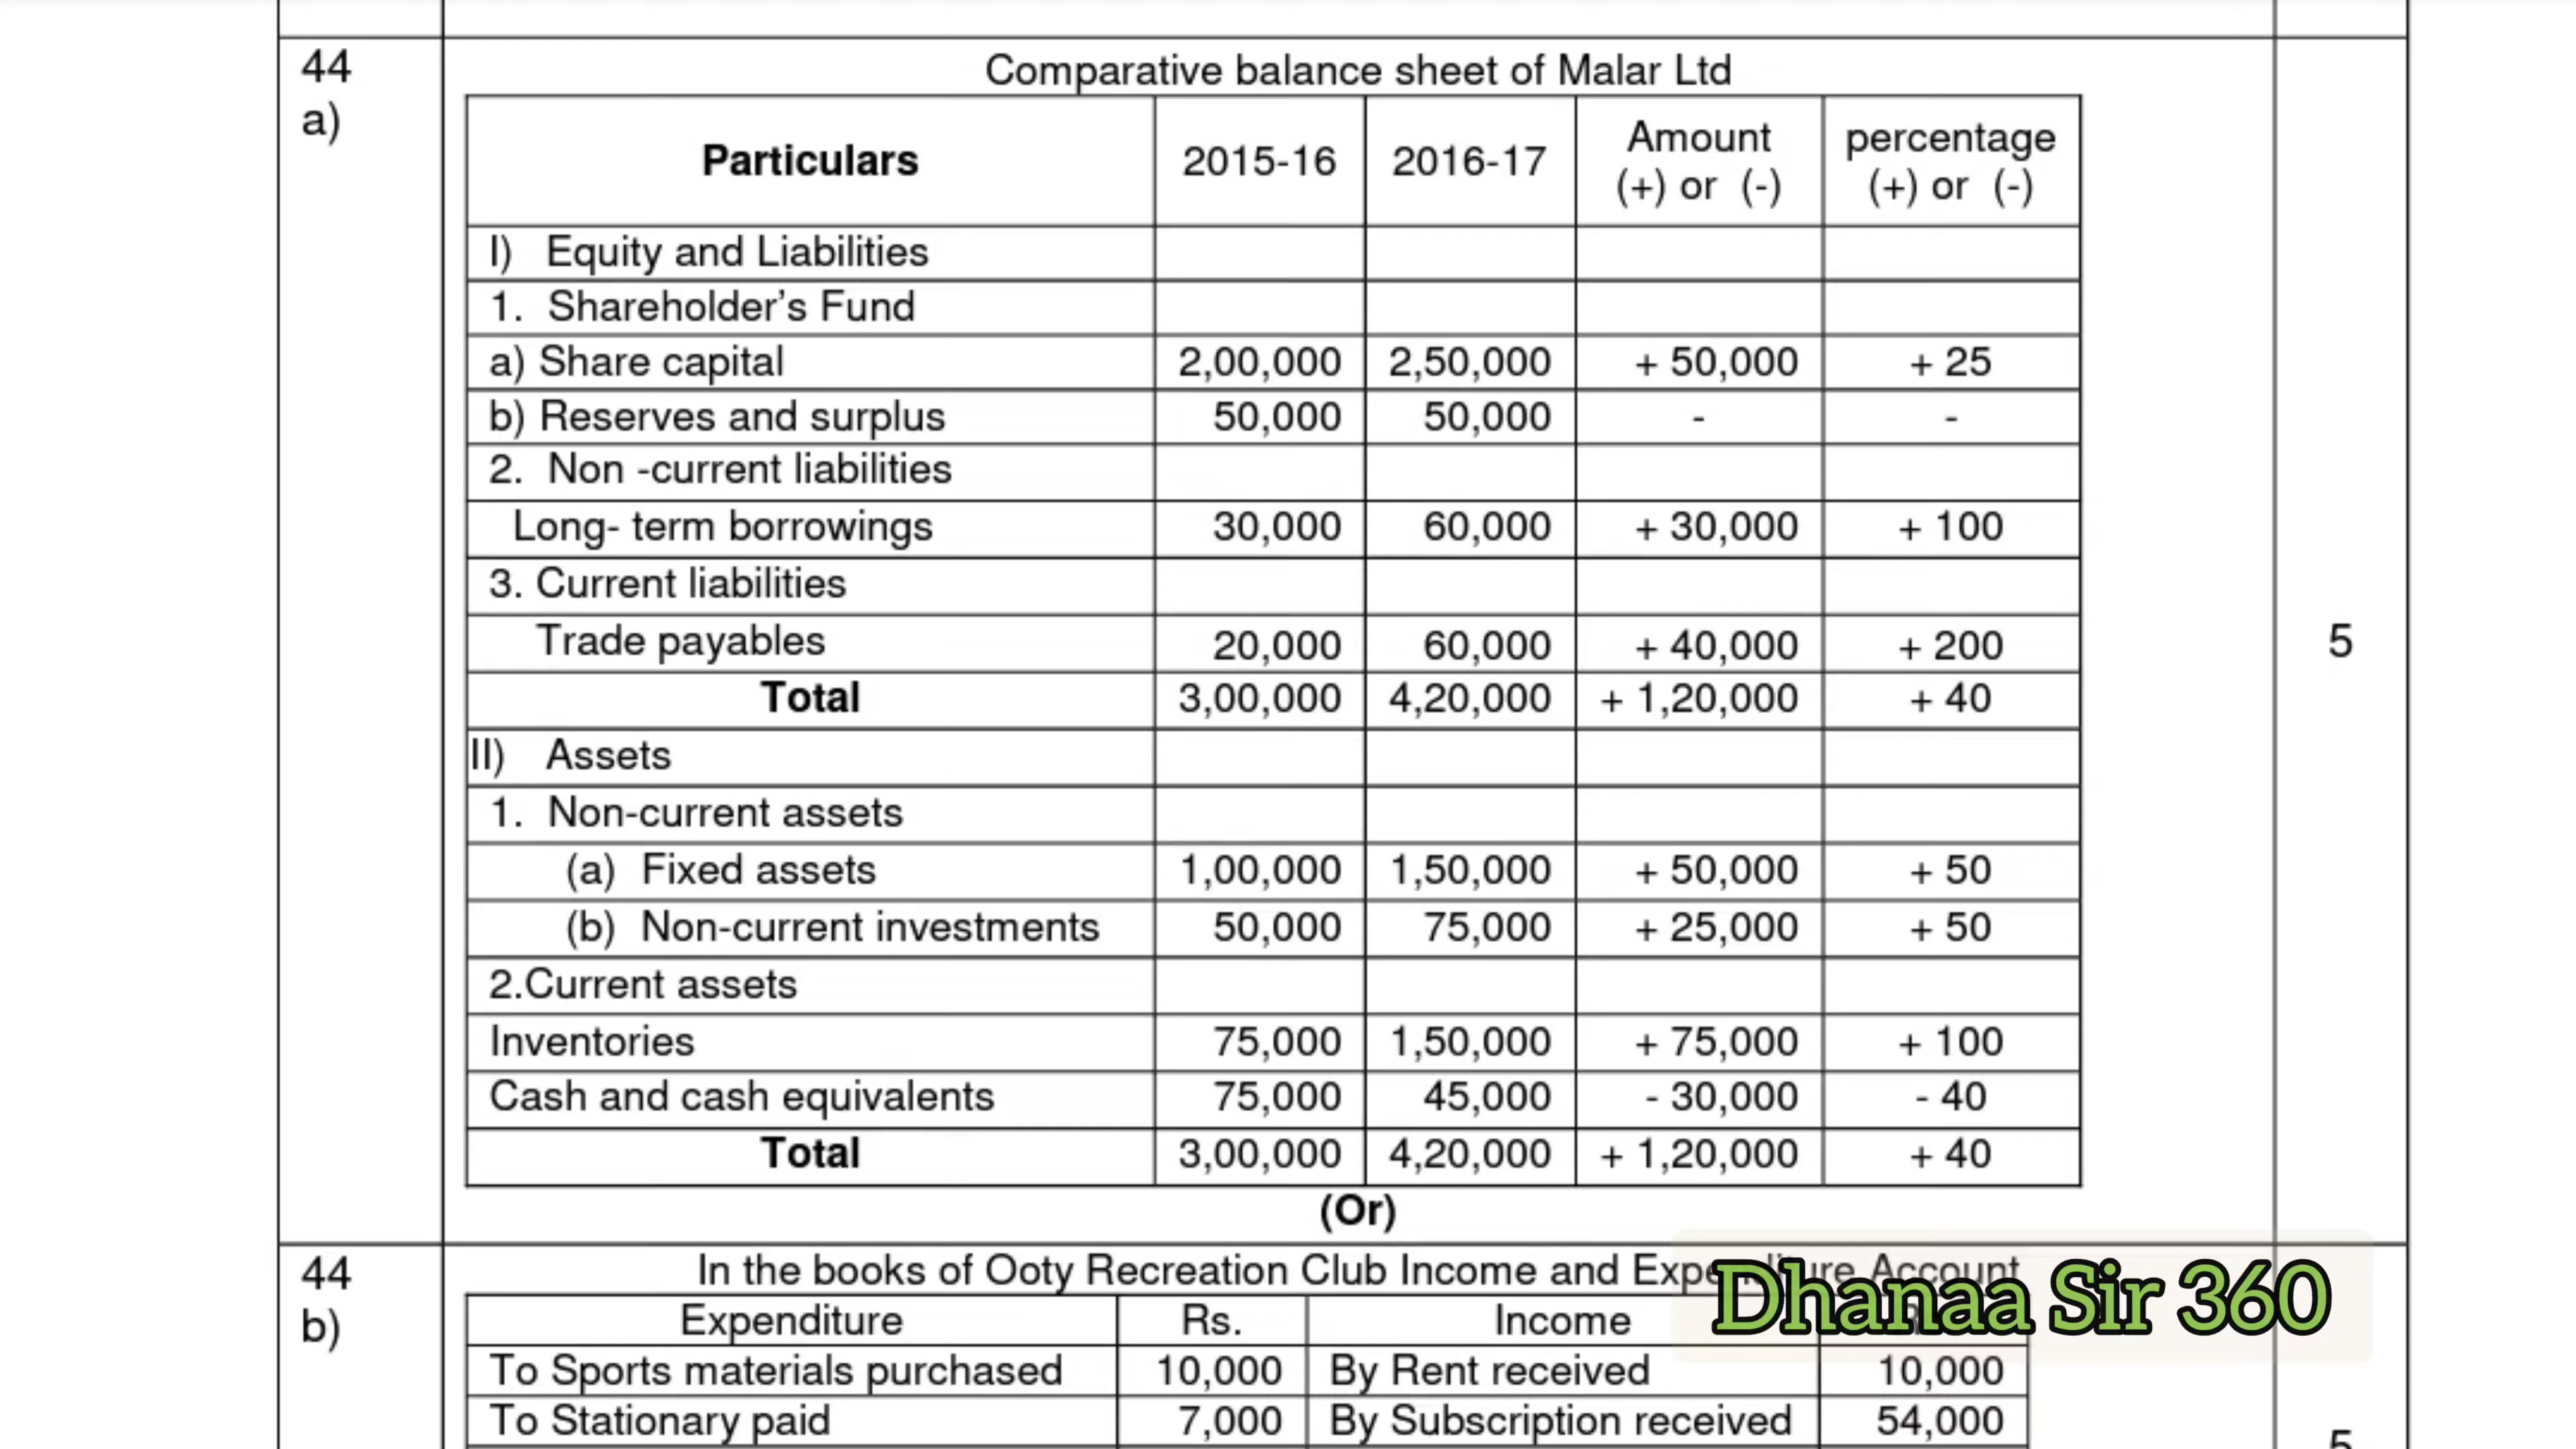 44
a)
Comparative balance sheet of Malar Ltd
Particulars 2015-16 2016-17 Amount (+) or (-) percentage (+) or (-)
I) Equity and Liabilities
1. Shareholder’s Fund
a) Share capital 2,00,000 2,50,000 + 50,000 + 25
b) Reserves and surplus 50,000 50,000 - -
2. Non -current liabilities
Long- term borrowings 30,000 60,000 + 30,000 + 100
3. Current liabilities
Trade payables 20,000 60,000 + 40,000 + 200
Total 3,00,000 4,20,000 + 1,20,000 + 40
II) Assets
1. Non-current assets
(a) Fixed assets 1,00,000 1,50,000 + 50,000 + 50
(b) Non-current investments 50,000 75,000 + 25,000 + 50
2.Current assets
Inventories 75,000 1,50,000 + 75,000 + 100
Cash and cash equivalents 75,000 45,000 - 30,000 - 40
Total 3,00,000 4,20,000 + 1,20,000 + 40
5
(Or)
44
b)
In the books of Ooty Recreation Club Income and Expenditure Account
Dhanaa Sir 360
Expenditure Rs. Income
To Sports materials purchased 10,000 By Rent received 10,000
To Stationary paid 7,000 By Subscription received 54,000
5